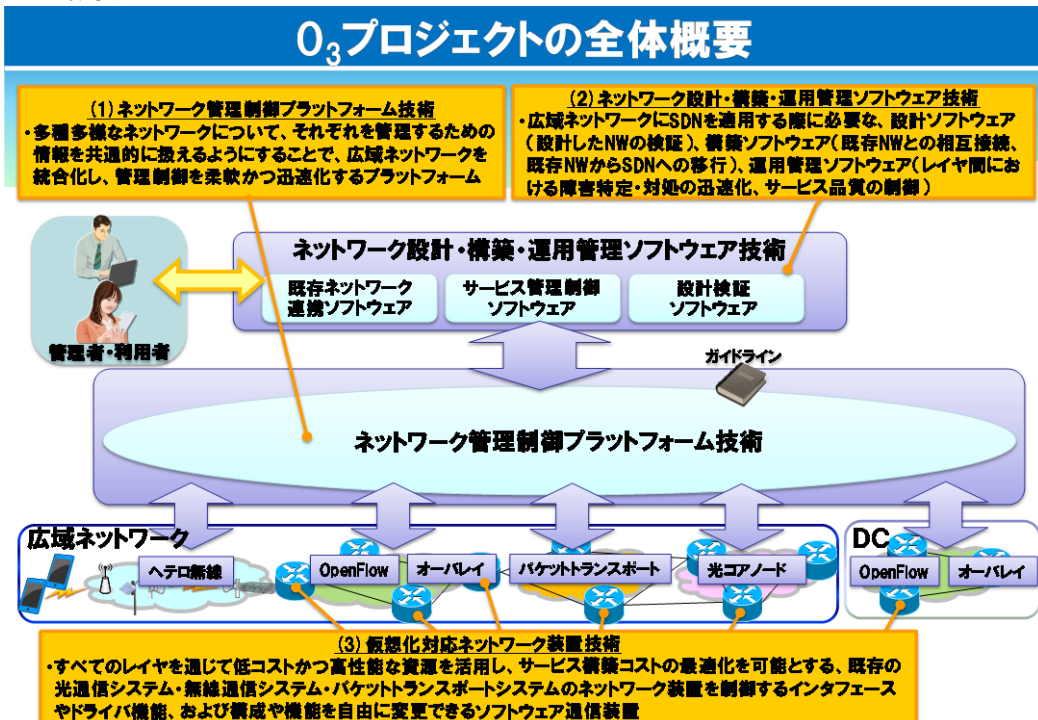 O₃プロジェクトの全体概要
(1)ネットワーク管理制御プラットフォーム技術
・多種多様なネットワークについて、それぞれを管理するための
情報を共通的に扱えるようにすることで、広域ネットワークを
統合化し、管理制御を柔軟かつ迅速化するプラットフォーム
(2)ネットワーク設計・構築・運用管理ソフトウェア技術
・広域ネットワークにSDNを適用する際に必要な、設計ソフトウェア
(設計したNWの検証)、構築ソフトウェア(既存NWとの相互接続、
既存NWからSDNへの移行)、運用管理ソフトウェア(レイヤ間にお
ける障害特定・対処の迅速化、サービス品質の制御)
ネットワーク設計・構築・運用管理ソフトウェア技術
既存ネットワーク
連携ソフトウェア
サービス管理制御
ソフトウェア
設計検証
ソフトウェア
管理者・利用者
ガイドライン
ネットワーク管理制御プラットフォーム技術
広域ネットワーク
ヘテロ無線
OpenFlow
オーバレイ
パケットトランスポート
光コアノード
DC
OpenFlow
オーバレイ
(3)仮想化対応ネットワーク装置技術
・すべてのレイヤを通じて低コストかつ高性能な資源を活用し、サービス構築コストの最適化を可能とする、既存の
光通信システム・無線通信システム・パケットトランスポートシステムのネットワーク装置を制御するインタフェース
やドライバ機能、および構成や機能を自由に変更できるソフトウェア通信装置